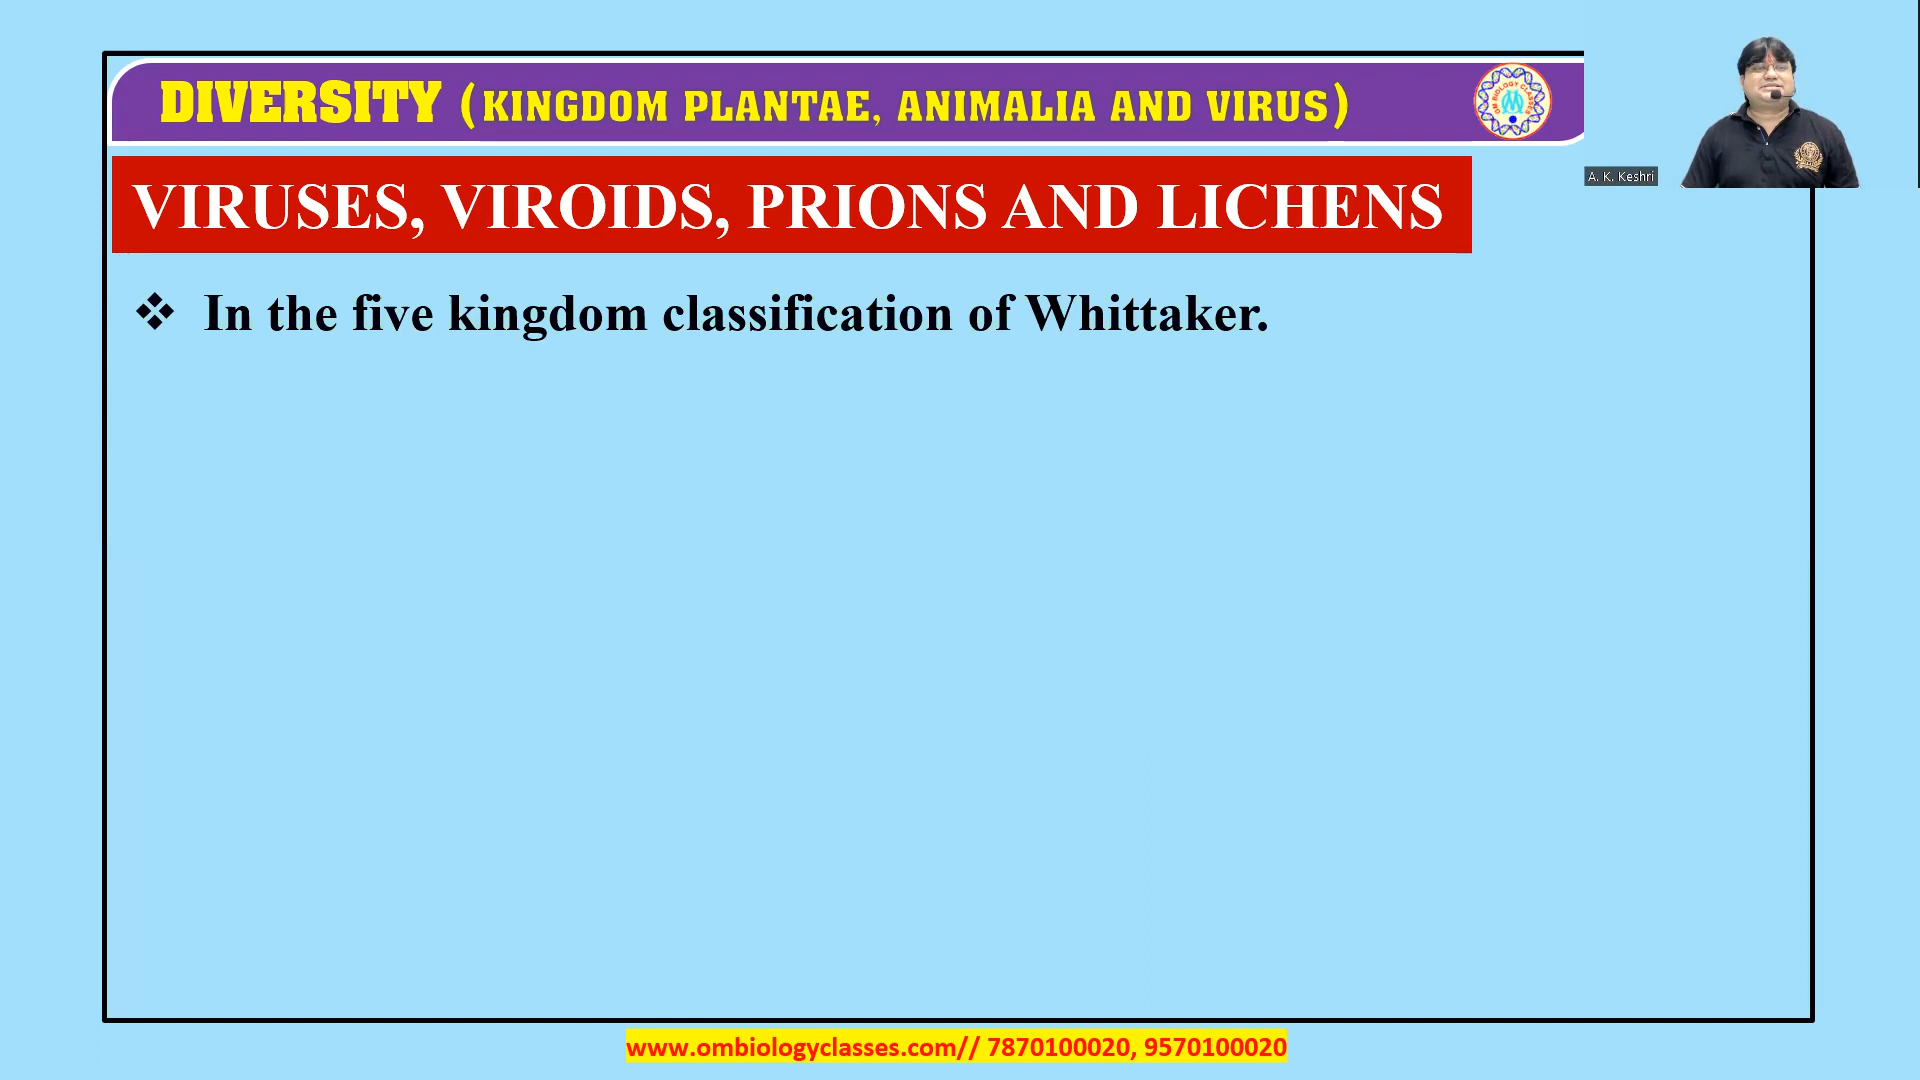 DIVERSITY (KINGDOM PLANTAE, ANIMALIA AND VIRUS)
A. K. Keshri
VIRUSES, VIROIDS, PRIONS AND LICHENS
❖ In the five kingdom classification of Whittaker.
www.ombiologyclasses.com// 7870100020, 9570100020